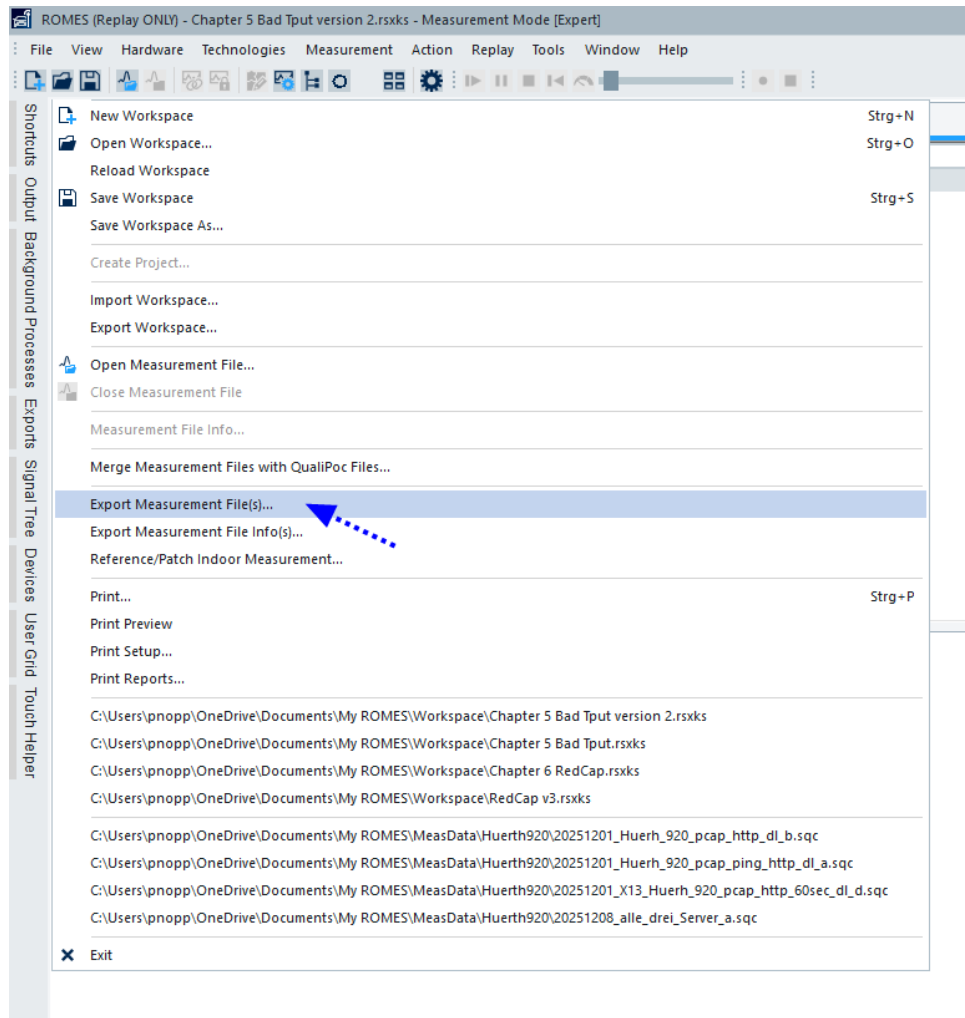 ROMES (Replay ONLY) - Chapter 5 Bad Tput version 2.rsxks - Measurement Mode [Expert]
File View Hardware Technologies Measurement Action Replay Tools Window Help
Shortcuts
Output
Background Processes
Exports
Signal Tree
Devices
User Grid
Touch Helper
New Workspace Strg+N
Open Workspace... Strg+O
Reload Workspace
Save Workspace Strg+S
Save Workspace As...
Create Project...
Import Workspace...
Export Workspace...
Open Measurement File...
Close Measurement File
Measurement File Info...
Merge Measurement Files with QualiPoc Files...
Export Measurement File(s)...
Export Measurement File Info(s)...
Reference/Patch Indoor Measurement...
Print... Strg+P
Print Preview
Print Setup...
Print Reports...
C:\Users\pnopp\OneDrive\Documents\My ROMES\Workspace\Chapter 5 Bad Tput version 2.rsxks
C:\Users\pnopp\OneDrive\Documents\My ROMES\Workspace\Chapter 5 Bad Tput.rsxks
C:\Users\pnopp\OneDrive\Documents\My ROMES\Workspace\Chapter 6 RedCap.rsxks
C:\Users\pnopp\OneDrive\Documents\My ROMES\Workspace\RedCap v3.rsxks
C:\Users\pnopp\OneDrive\Documents\My ROMES\MeasData\Huerth920\20251201_Huerh_920_pcap_http_dl_b.sqc
C:\Users\pnopp\OneDrive\Documents\My ROMES\MeasData\Huerth920\20251201_Huerh_920_pcap_ping_http_dl_a.sqc
C:\Users\pnopp\OneDrive\Documents\My ROMES\MeasData\Huerth920\20251201_X13_Huerh_920_pcap_http_60sec_dl_d.sqc
C:\Users\pnopp\OneDrive\Documents\My ROMES\MeasData\Huerth920\20251208_alle_drei_Server_a.sqc
Exit